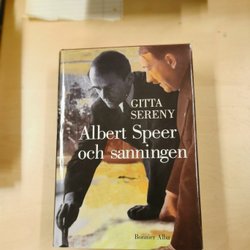 GITTA
SERENY
Albert Speer
och sanningen
Bonnier Alba